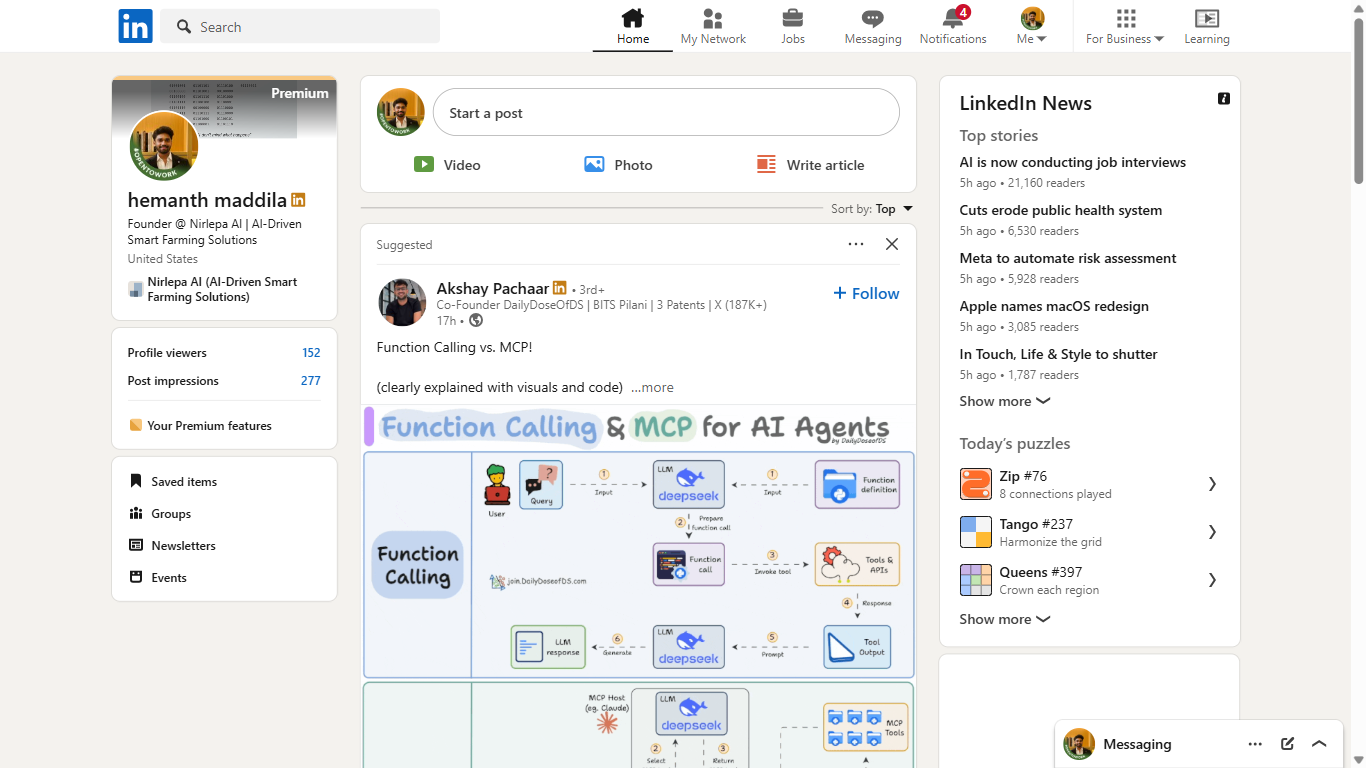 in
Search
Home
My Network
Jobs
Messaging
4
Notifications
Me
For Business
Learning
Premium
#OPENTOWORK
hemanth maddila in
Founder @ Nirlepa AI | AI-Driven
Smart Farming Solutions
United States
Nirlepa AI (AI-Driven Smart
Farming Solutions)
Profile viewers 152
Post impressions 277
Your Premium features
Saved items
Groups
Newsletters
Events
Start a post
Video
Photo
Write article
Sort by: Top
Suggested
Akshay Pachaar in • 3rd+
Co-Founder DailyDoseOfDS | BITS Pilani | 3 Patents | X (187K+)
17h •
+ Follow
Function Calling vs. MCP!
(clearly explained with visuals and code) ...more
Function Calling & MCP for AI Agents
by DailyDoseofDS
Function
Calling
User
?
Query
1
Input
LLM
deepseek
1
Input
Function
definition
2
Prepare
function call
Function
call
3
Invoke tool
Tools &
APIs
4
Response
join.DailyDoseofDS.com
LLM
response
6
Generate
LLM
deepseek
5
Prompt
Tool
Output
MCP Host
(eg. Claude)
LLM
deepseek
2
Select
3
Return
MCP
Tools
1
LinkedIn News
Top stories
AI is now conducting job interviews
5h ago • 21,160 readers
Cuts erode public health system
5h ago • 6,530 readers
Meta to automate risk assessment
5h ago • 5,928 readers
Apple names macOS redesign
5h ago • 3,085 readers
In Touch, Life & Style to shutter
5h ago • 1,787 readers
Show more
Today’s puzzles
Zip #76
8 connections played
Tango #237
Harmonize the grid
Queens #397
Crown each region
Show more
Messaging